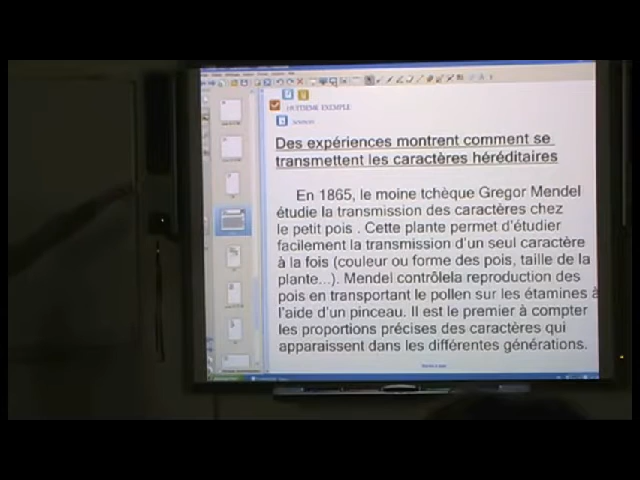 HUITIEME EXEMPLE
Sciences
Des expériences montrent comment se
transmettent les caractères héréditaires
En 1865, le moine tchèque Gregor Mendel
étudie la transmission des caractères chez
le petit pois . Cette plante permet d'étudier
facilement la transmission d'un seul caractère
à la fois (couleur ou forme des pois, taille de la
plante...). Mendel contrôlela reproduction des
pois en transportant le pollen sur les étamines à
l'aide d'un pinceau. Il est le premier à compter
les proportions précises des caractères qui
apparaissent dans les différentes générations.